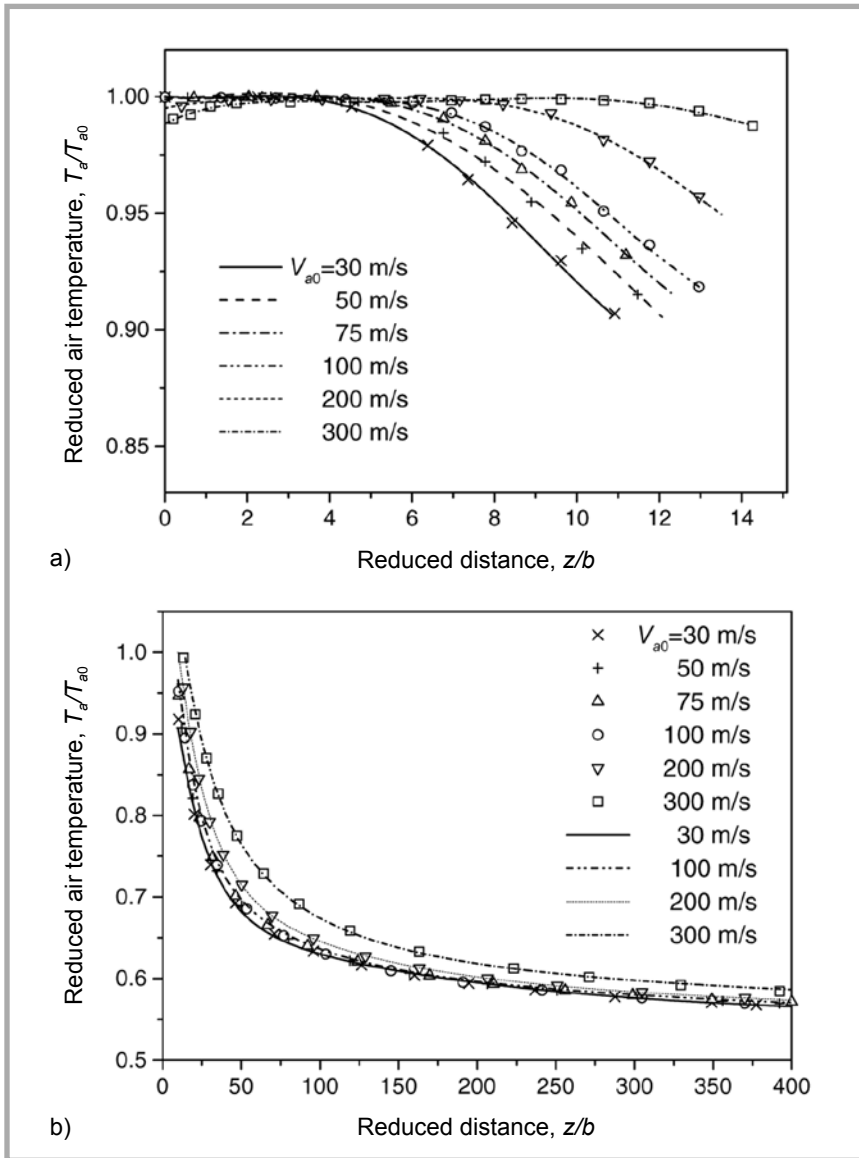 Reduced air temperature, Ta/Ta0
1.00
0.95
0.90
0.85
Va0=30 m/s
50 m/s
75 m/s
100 m/s
200 m/s
300 m/s
0 2 4 6 8 10 12 14
a) Reduced distance, z/b
Reduced air temperature, Ta/Ta0
1.0
0.9
0.8
0.7
0.6
0.5
Va0=30 m/s
50 m/s
75 m/s
100 m/s
200 m/s
300 m/s
30 m/s
100 m/s
200 m/s
300 m/s
0 50 100 150 200 250 300 350 400
b) Reduced distance, z/b